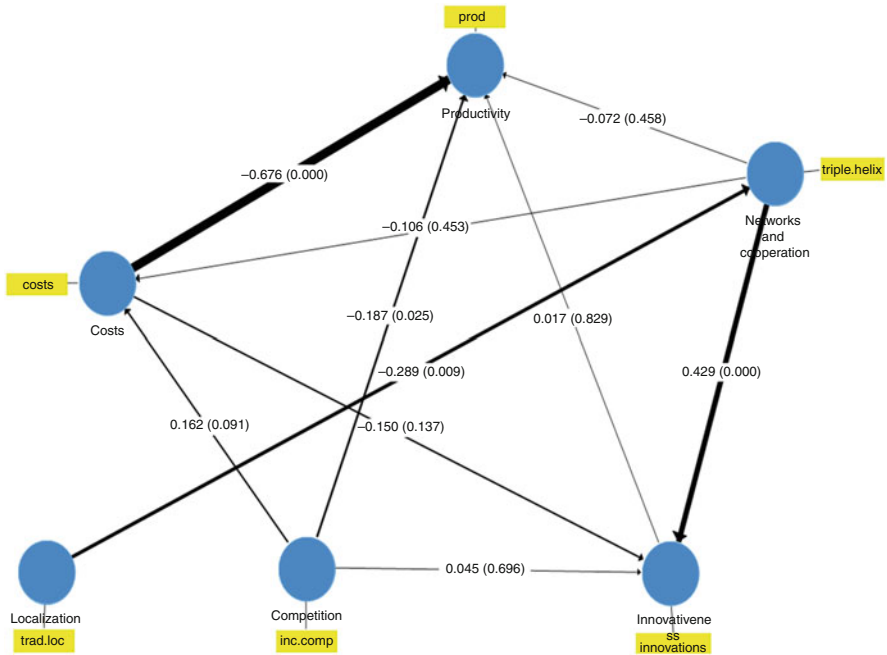 prod
Productivity
−0.072 (0.458)
triple.helix
−0.676 (0.000)
Networks
and
cooperation
−0.106 (0.453)
costs
Costs
−0.187 (0.025)
0.017 (0.829)
−0.289 (0.009)
0.429 (0.000)
0.162 (0.091)
−0.150 (0.137)
0.045 (0.696)
Localization
trad.loc
Competition
inc.comp
Innovativene
ss
innovations